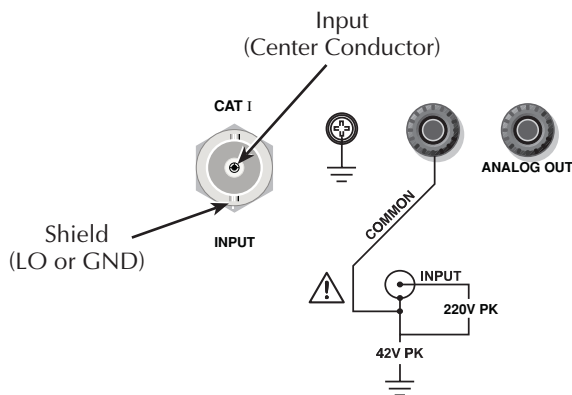 Input
(Center Conductor)
CAT I
ANALOG OUT
Shield
(LO or GND)
INPUT
COMMON
INPUT
220V PK
42V PK